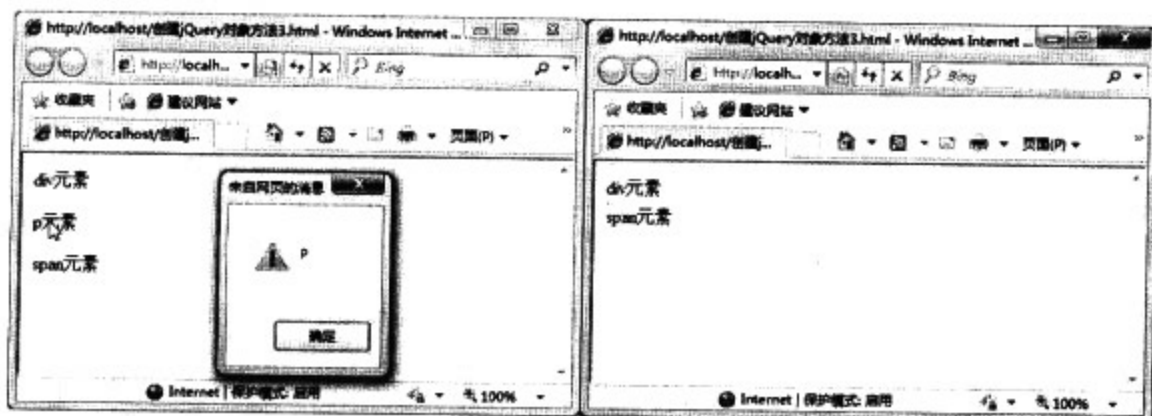 http://localhost/创建jQuery对象方法3.html - Windows Internet ...
http://localh...
Bing
收藏夹
建议网站
http://localhost/创建j...
页面(P)
div元素
p元素
span元素
来自网页的消息
P
确定
Internet | 保护模式: 启用
100%
http://localhost/创建jQuery对象方法3.html - Windows Internet ...
http://localh...
Bing
收藏夹
建议网站
http://localhost/创建j...
页面(P)
div元素
span元素
Internet | 保护模式: 启用
100%